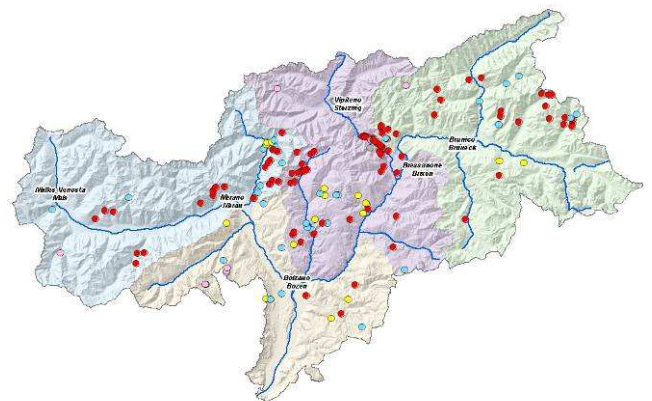 Vipiteno
Sterzing
Brunico
Bruneck
Bressanone
Brixen
Malles Venosta
Mals
Merano
Meran
Bolzano
Bozen